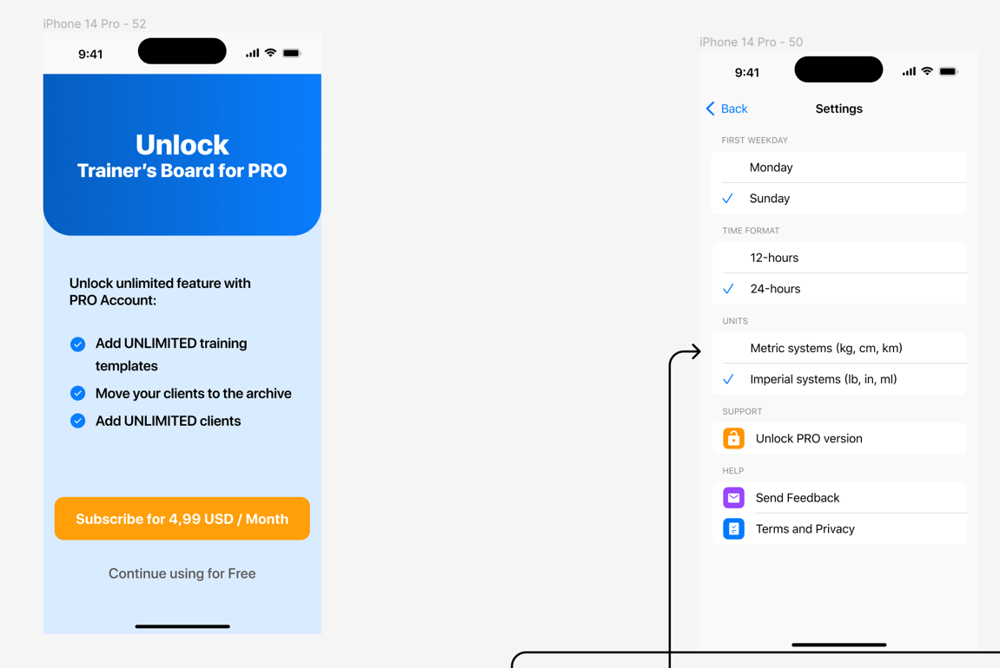 iPhone 14 Pro - 52
9:41
Unlock
Trainer’s Board for PRO
Unlock unlimited feature with
PRO Account:
Add UNLIMITED training
templates
Move your clients to the archive
Add UNLIMITED clients
Subscribe for 4,99 USD / Month
Continue using for Free
iPhone 14 Pro - 50
9:41
Back
Settings
FIRST WEEKDAY
Monday
Sunday
TIME FORMAT
12-hours
24-hours
UNITS
Metric systems (kg, cm, km)
Imperial systems (lb, in, ml)
SUPPORT
Unlock PRO version
HELP
Send Feedback
Terms and Privacy